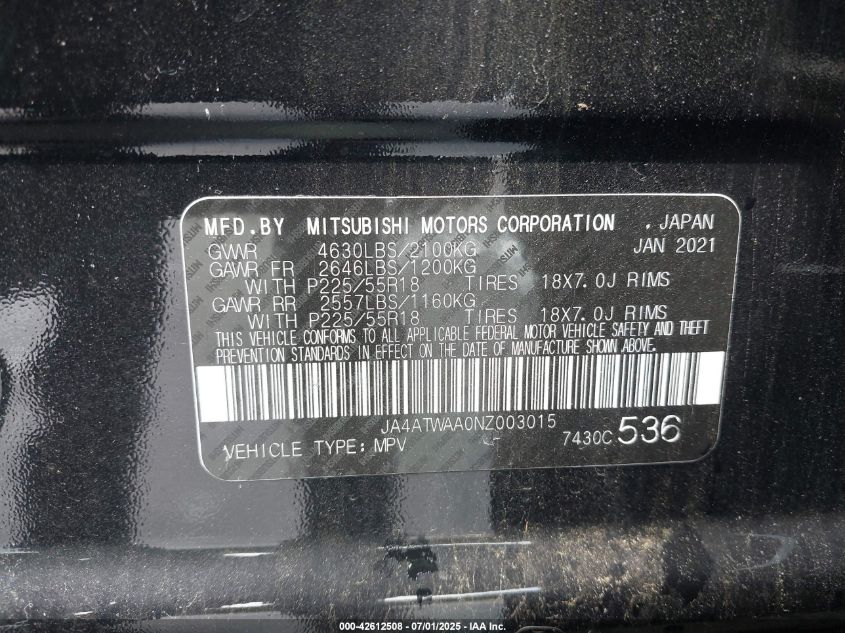 MFD.BY MITSUBISHI MOTORS CORPORATION , JAPAN
GVWR 4630LBS/2100KG JAN 2021
GAWR FR 2646LBS/1200KG
WITH P225/55R18 TIRES 18X7.0J RIMS
GAWR RR 2557LBS/1160KG
WITH P225/55R18 TIRES 18X7.0J RIMS
THIS VEHICLE CONFORMS TO ALL APPLICABLE FEDERAL MOTOR VEHICLE SAFETY AND THEFT
PREVENTION STANDARDS IN EFFECT ON THE DATE OF MANUFACTURE SHOWN ABOVE.
JA4ATWAA0NZ003015
VEHICLE TYPE: MPV 7430C 536
000-42612508 - 07/01/2025 - IAA Inc.